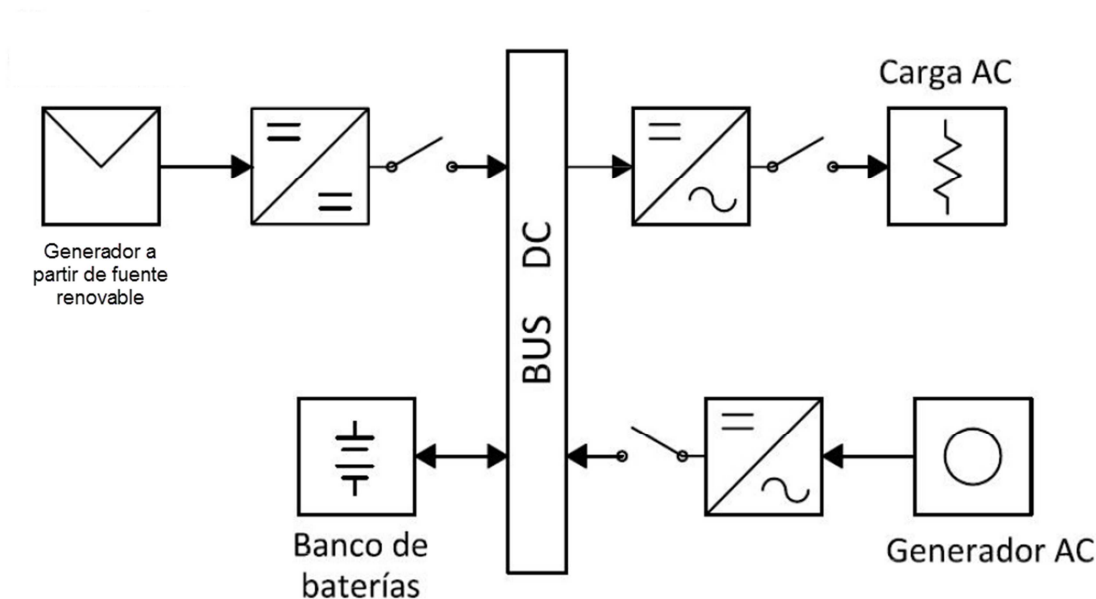 Carga AC
Generador a
partir de fuente
renovable
BUS DC
Banco de
baterías
Generador AC